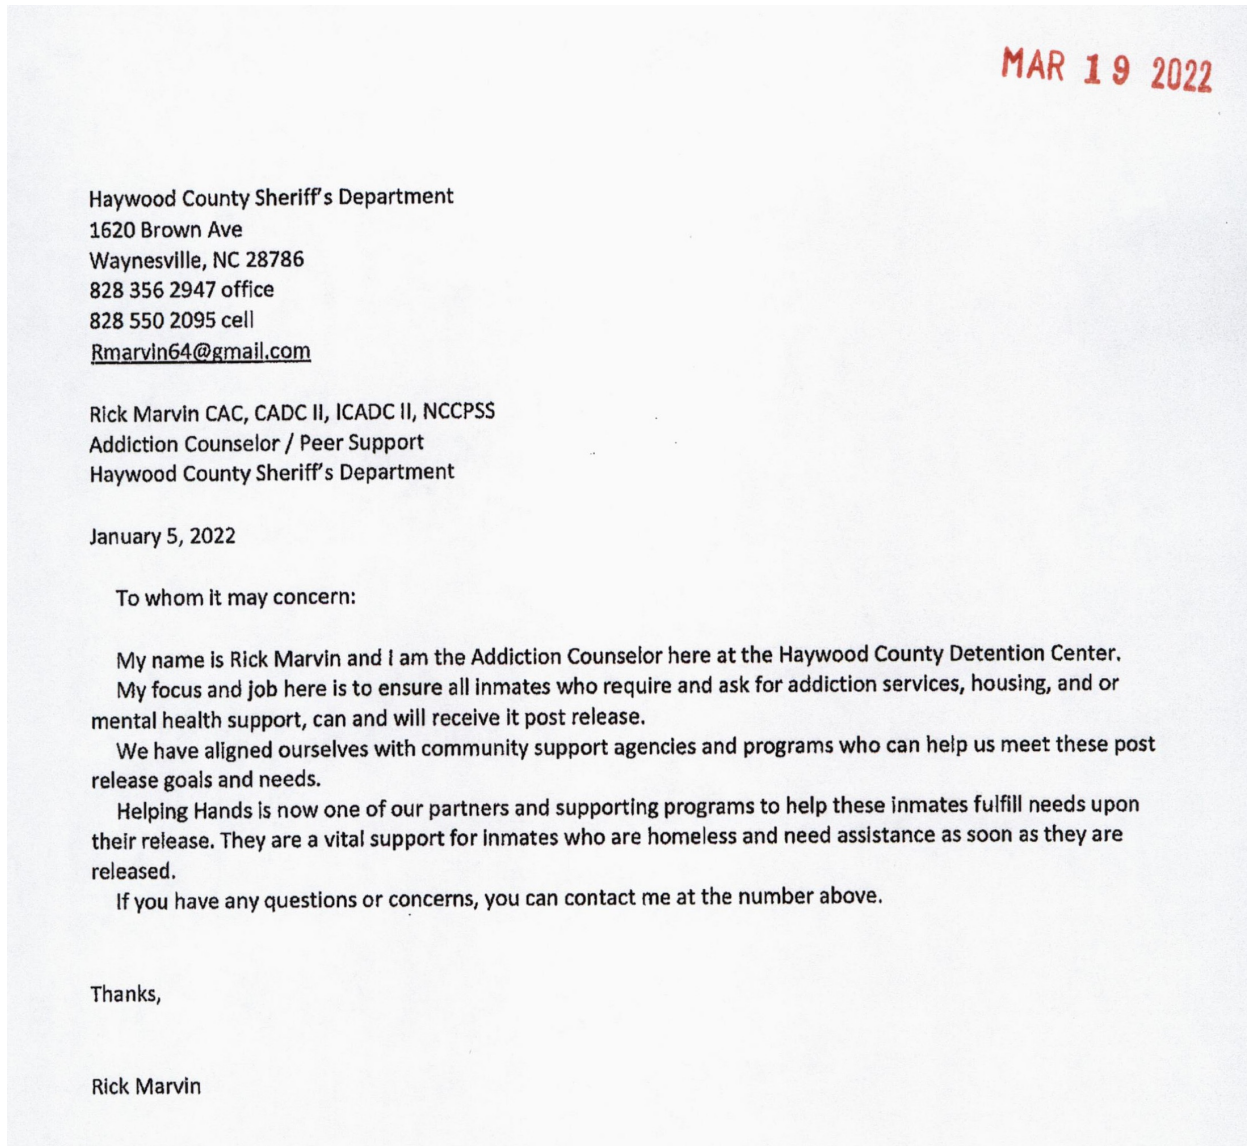 MAR 19 2022
Haywood County Sheriff's Department
1620 Brown Ave
Waynesville, NC 28786
828 356 2947 office
828 550 2095 cell
Rmarvin64@gmail.com
Rick Marvin CAC, CADC II, ICADC II, NCCPSS
Addiction Counselor / Peer Support
Haywood County Sheriff's Department
January 5, 2022
To whom it may concern:
My name is Rick Marvin and I am the Addiction Counselor here at the Haywood County Detention Center.
My focus and job here is to ensure all inmates who require and ask for addiction services, housing, and or
mental health support, can and will receive it post release.
We have aligned ourselves with community support agencies and programs who can help us meet these post
release goals and needs.
Helping Hands is now one of our partners and supporting programs to help these inmates fulfill needs upon
their release. They are a vital support for inmates who are homeless and need assistance as soon as they are
released.
If you have any questions or concerns, you can contact me at the number above.
Thanks,
Rick Marvin